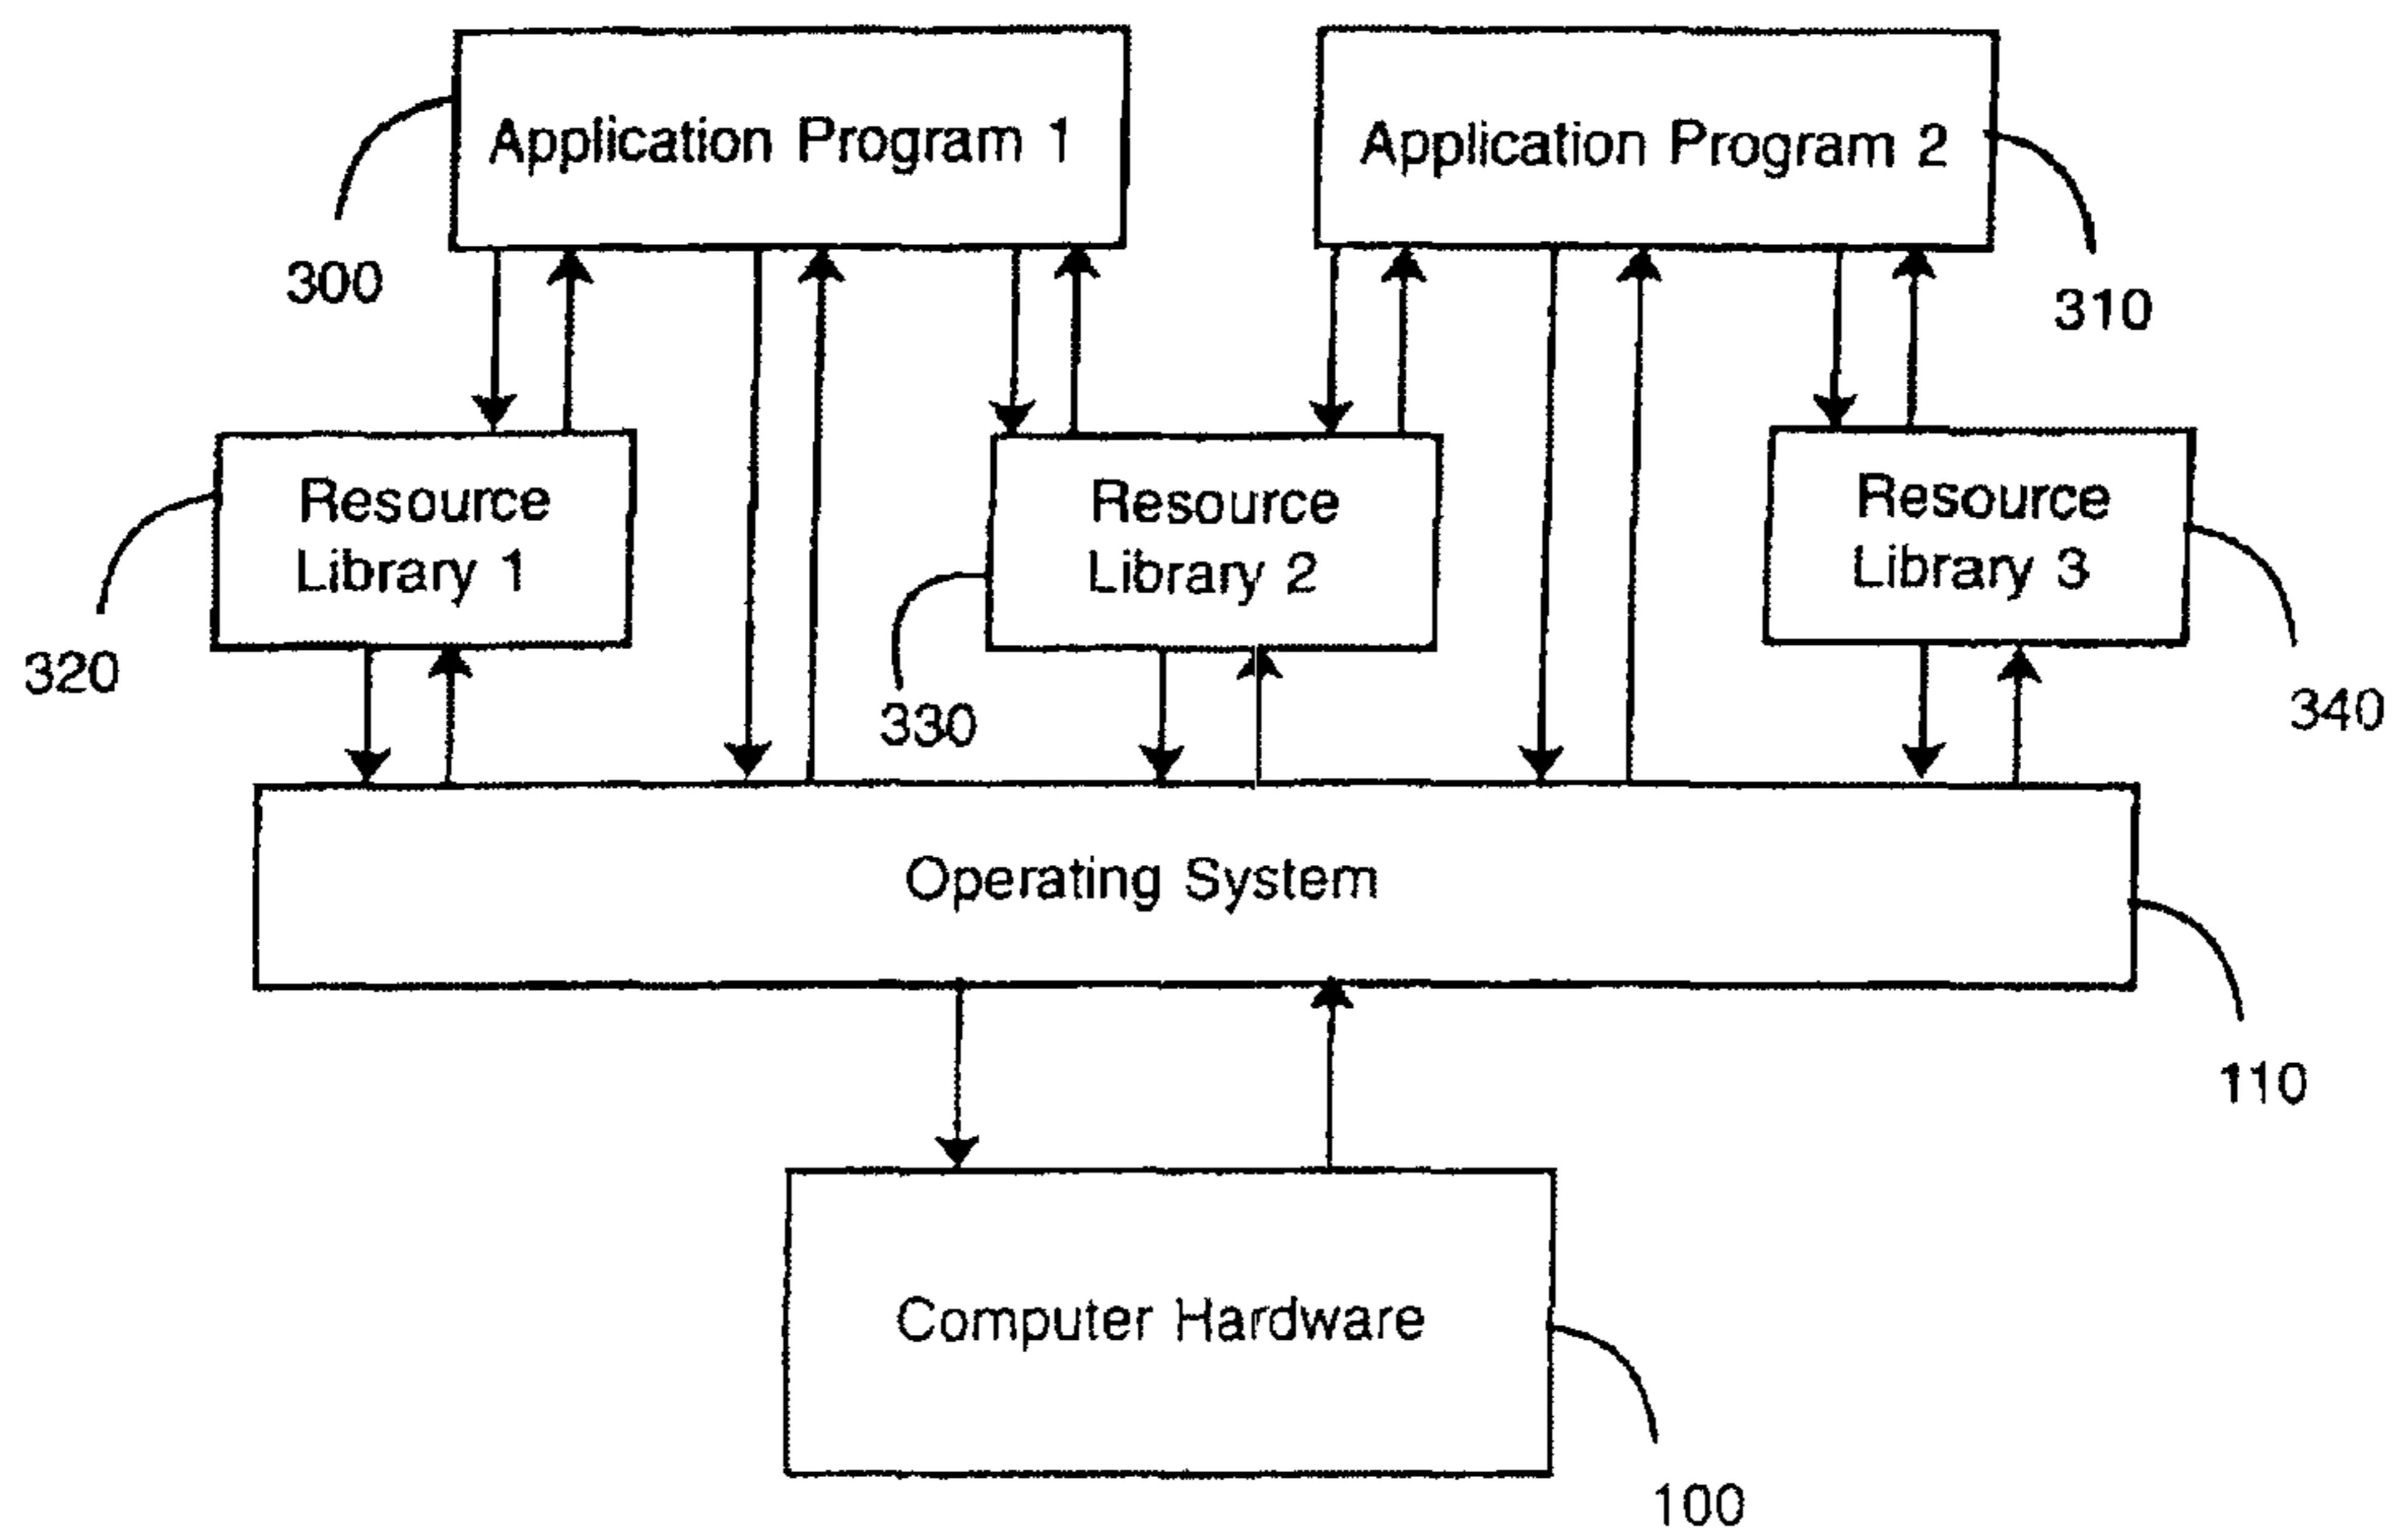 Application Program 1
Application Program 2
300
310
Resource
Library 1
Resource
Library 2
Resource
Library 3
320
330
340
Operating System
110
Computer Hardware
100